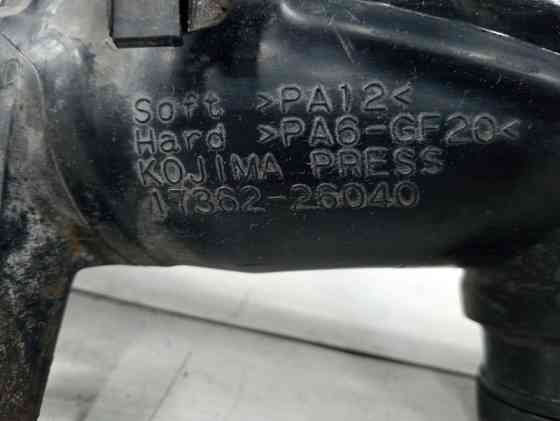 Soft >PA12<
Hard >PA6-GF20<
KOJIMA PRESS
17362-26040